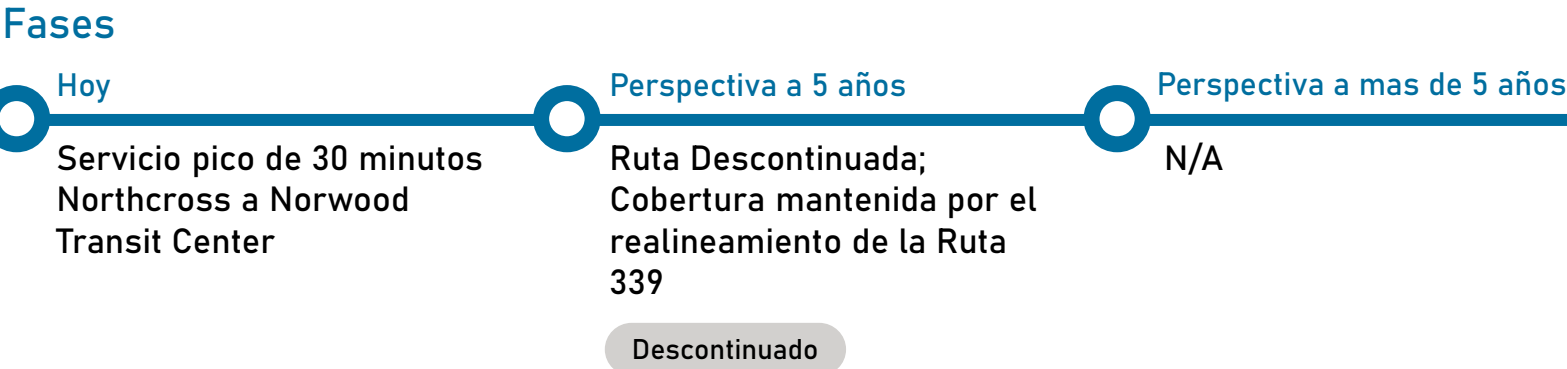 Fases
Hoy
Servicio pico de 30 minutos
Northcross a Norwood
Transit Center
Perspectiva a 5 años
Ruta Descontinuada;
Cobertura mantenida por el
realineamiento de la Ruta
339
Descontinuado
Perspectiva a mas de 5 años
N/A